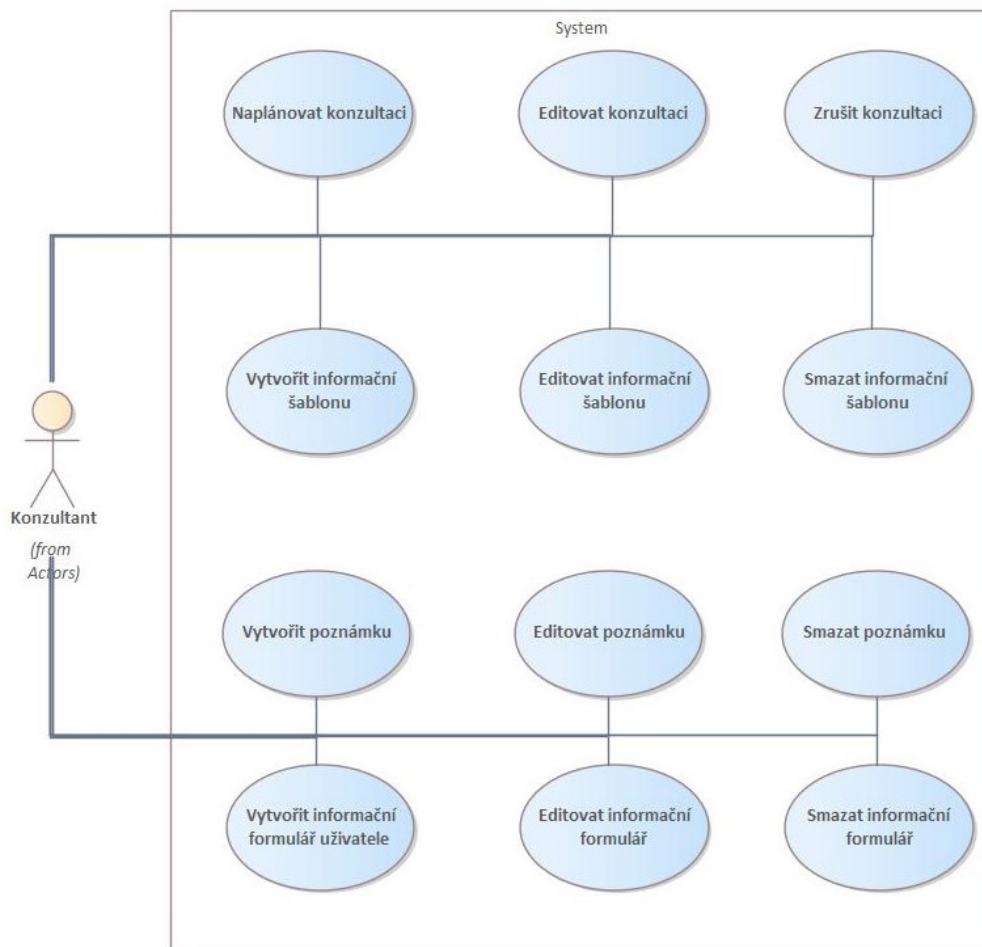 System
Naplánovat konzultaci
Editovat konzultaci
Zrušit konzultaci
Vytvořit informační
šablonu
Editovat informační
šablonu
Smazat informační
šablonu
Konzultant
(from
Actors)
Vytvořit poznámku
Editovat poznámku
Smazat poznámku
Vytvořit informační
formulář uživatele
Editovat informační
formulář
Smazat informační
formulář